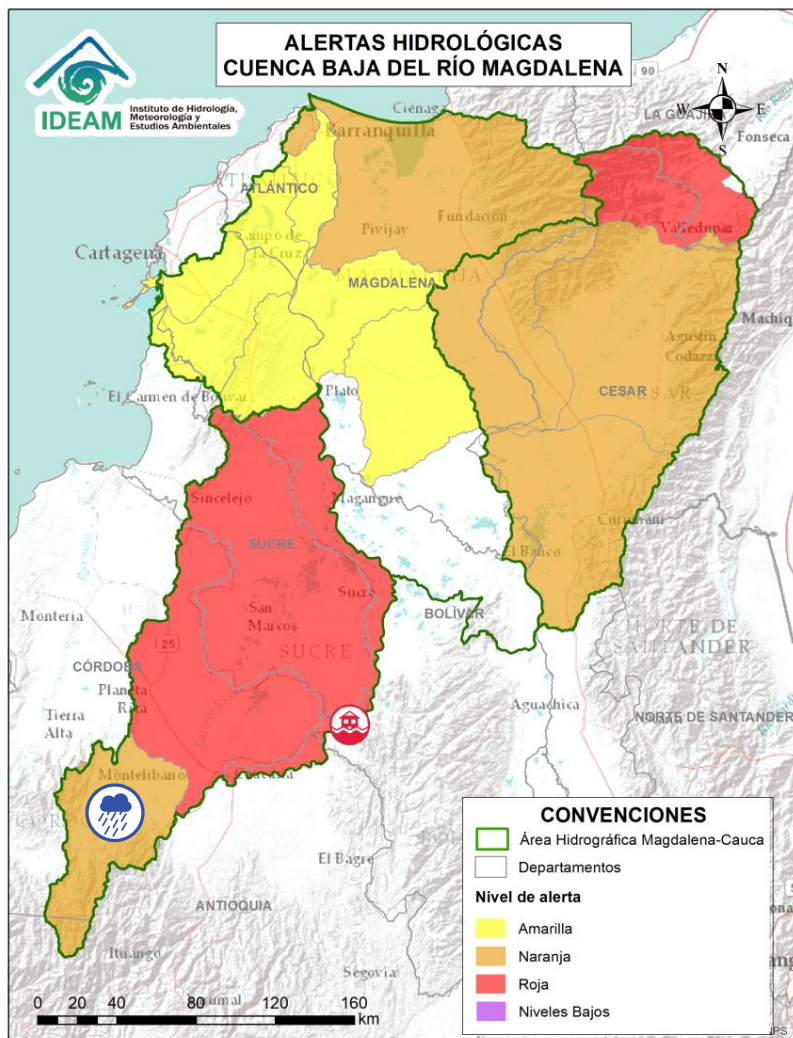 ALERTAS HIDROLÓGICAS
CUENCA BAJA DEL RÍO MAGDALENA
IDEAM
Instituto de Hidrología,
Meteorología y
Estudios Ambientales
90
N
W
E
S
Ciénaga
LA GUAJIRA
Barranquilla
Fonseca
ATLÁNTICO
Fundación
Pivijay
Valledupar
Campo de
la Cruz
Cartagena
MAGDALENA
MAGDALENA
Machiq
Agustín
Codazzi
CESAR
El Carmen de Bolívar
Plato
Sincelejo
Magangue
SUCRE
El Banco
Sucre
BOLÍVAR
Montería
San
Marcos
25
SUCRE
NORTE DE
SANTANDER
CÓRDOBA
Planeta
Rica
Tierra
Alta
Aguachica
NORTE DE SANTANDER
Montelibano
El Bagre
ANTIOQUIA
Ituango
Segovia
CONVENCIONES
Área Hidrográfica Magdalena-Cauca
Departamentos
Nivel de alerta
Amarilla
Naranja
Roja
Niveles Bajos
0 20 40 80 120 160
km